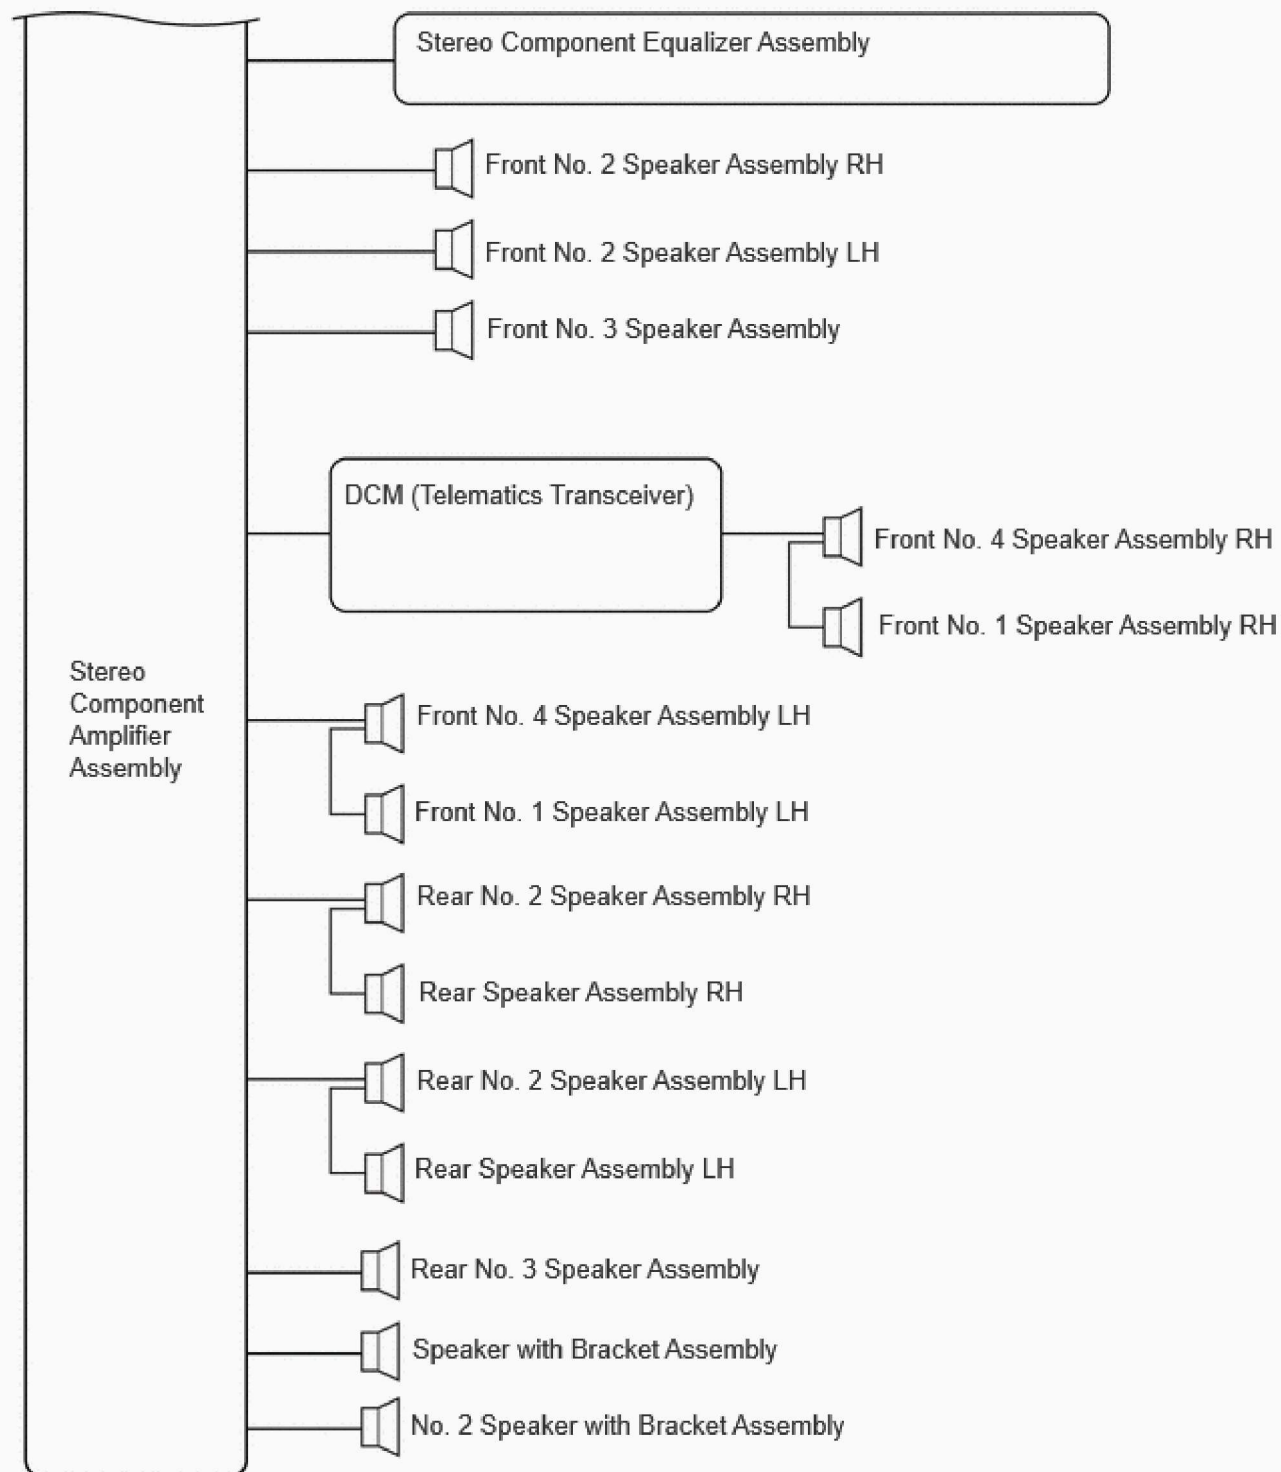 Stereo Component Equalizer Assembly
Front No. 2 Speaker Assembly RH
Front No. 2 Speaker Assembly LH
Front No. 3 Speaker Assembly
DCM (Telematics Transceiver)
Front No. 4 Speaker Assembly RH
Front No. 1 Speaker Assembly RH
Stereo
Component
Amplifier
Assembly
Front No. 4 Speaker Assembly LH
Front No. 1 Speaker Assembly LH
Rear No. 2 Speaker Assembly RH
Rear Speaker Assembly RH
Rear No. 2 Speaker Assembly LH
Rear Speaker Assembly LH
Rear No. 3 Speaker Assembly
Speaker with Bracket Assembly
No. 2 Speaker with Bracket Assembly